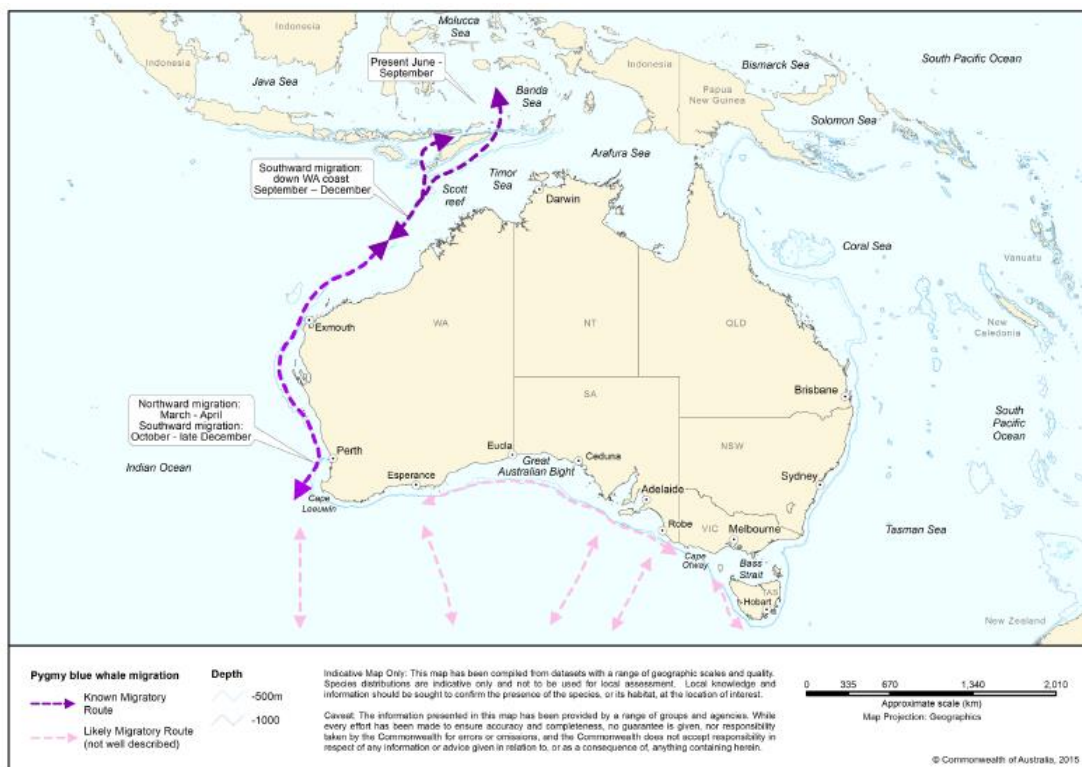 Molucca
Sea
Indonesia
Indonesia
Present June -
September
Indonesia
Bismarck Sea
South Pacific Ocean
Java Sea
Banda
Sea
Papua
New Guinea
Solomon Sea
Southward migration:
down WA coast
September – December
Arafura Sea
Timor
Sea
Scott
reef
Darwin
Coral Sea
Vanuatu
New
Caledonia
Exmouth
WA
NT
QLD
SA
Brisbane
Northward migration:
March - April
Southward migration:
October - late December
South
Pacific
Ocean
NSW
Perth
Eucla
Ceduna
Great
Australian Bight
Indian Ocean
Esperance
Sydney
Cape
Leeuwin
Adelaide
Robe
VIC
Melbourne
Tasman Sea
Cape
Otway
Bass
Strait
TAS
Hobart
New Zealand
Pygmy blue whale migration
Known Migratory
Route
Likely Migratory Route
(not well described)
Depth
-500m
-1000
Indicative Map Only: This map has been compiled from datasets with a range of geographic scales and quality.
Species distributions are indicative only and not to be used for local assessment. Local knowledge and
information should be sought to confirm the presence of the species, or its habitat, at the location of interest.
Caveat: The information presented in this map has been provided by a range of groups and agencies. While
every effort has been made to ensure accuracy and completeness, no guarantee is given, nor responsibility
taken by the Commonwealth for errors or omissions, and the Commonwealth does not accept responsibility in
respect of any information or advice given in relation to, or as a consequence of, anything containing herein.
0 335 670 1,340 2,010
Approximate scale (km)
Map Projection: Geographics
© Commonwealth of Australia, 2015